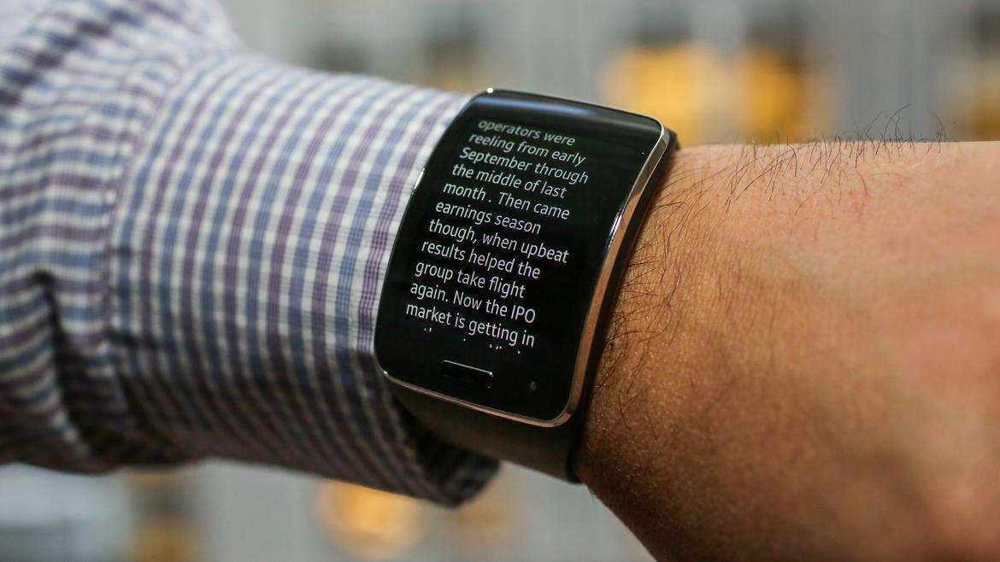 operators were
reeling from early
September through
the middle of last
month . Then came
earnings season
though, when upbeat
results helped the
group take flight
again. Now the IPO
market is getting in